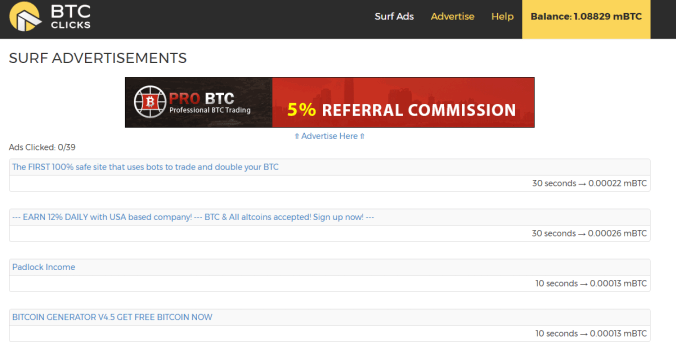 BTC
CLICKS
Surf Ads Advertise Help Balance: 1.08829 mBTC
SURF ADVERTISEMENTS
PRO BTC
Professional BTC Trading
5% REFERRAL COMMISSION
⇑ Advertise Here ⇑
Ads Clicked: 0/39
The FIRST 100% safe site that uses bots to trade and double your BTC
30 seconds → 0.00022 mBTC
--- EARN 12% DAILY with USA based company! --- BTC & All altcoins accepted! Sign up now! ---
30 seconds → 0.00026 mBTC
Padlock Income
10 seconds → 0.00013 mBTC
BITCOIN GENERATOR V4.5 GET FREE BITCOIN NOW
10 seconds → 0.00013 mBTC